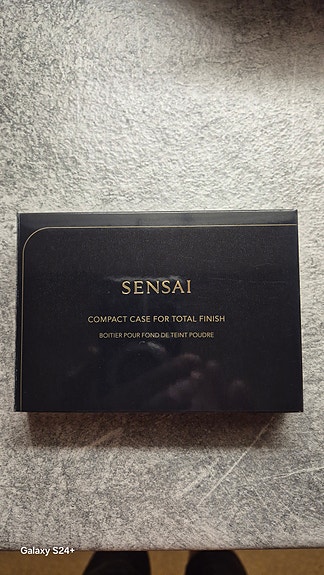 SENSAI
COMPACT CASE FOR TOTAL FINISH
BOITIER POUR FOND DE TEINT POUDRE
Galaxy S24+